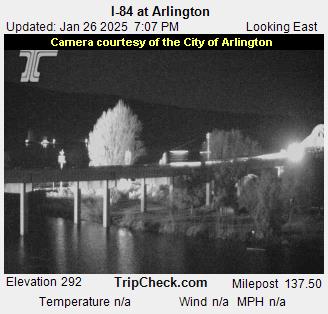 I-84 at Arlington
Updated: Jan 26 2025 7:07 PM Looking East
Camera courtesy of the City of Arlington
Elevation 292 TripCheck.com Milepost 137.50
Temperature n/a Wind n/a MPH n/a